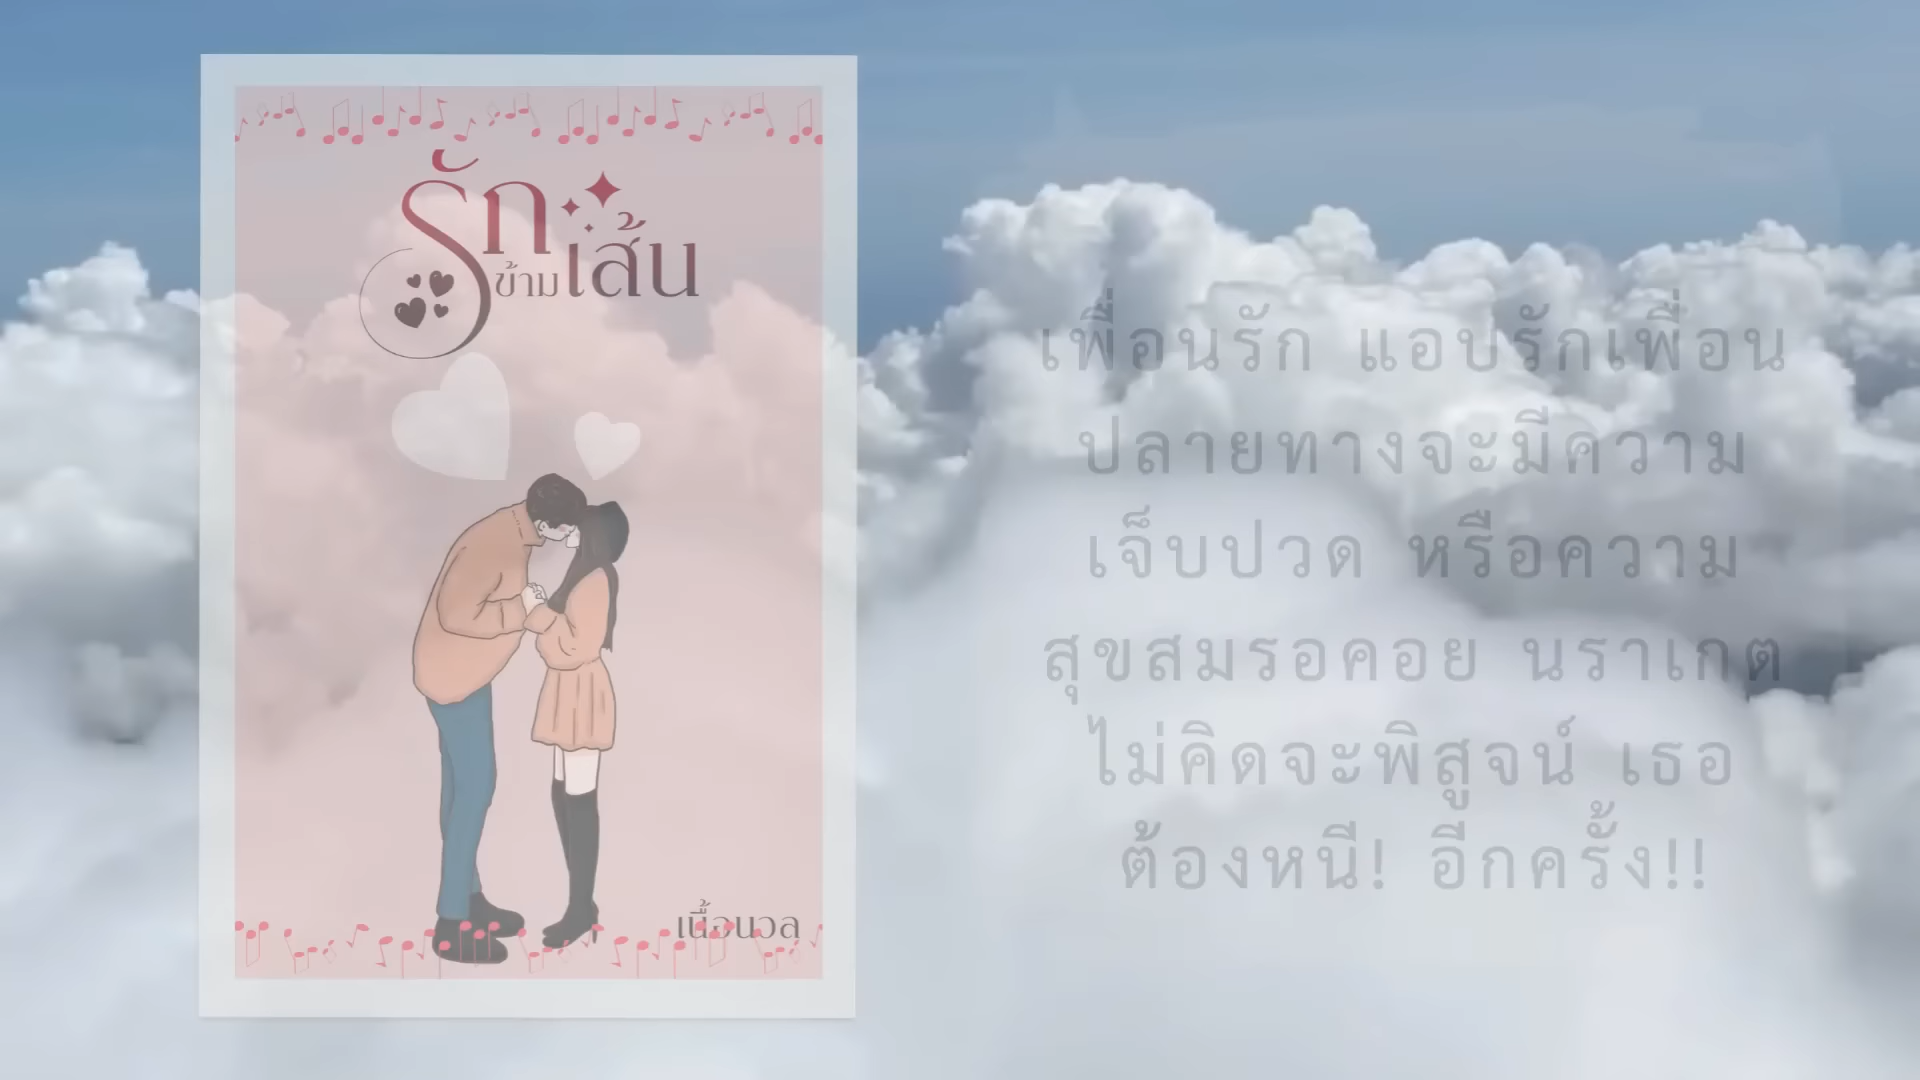 รัก
ข้ามเส้น
เนื้อนวล
เพื่อนรัก แอบรักเพื่อน
ปลายทางจะมีความ
เจ็บปวด หรือความ
สุขสมรอคอย นราเกต
ไม่คิดจะพิสูจน์ เธอ
ต้องหนี! อีกครั้ง!!